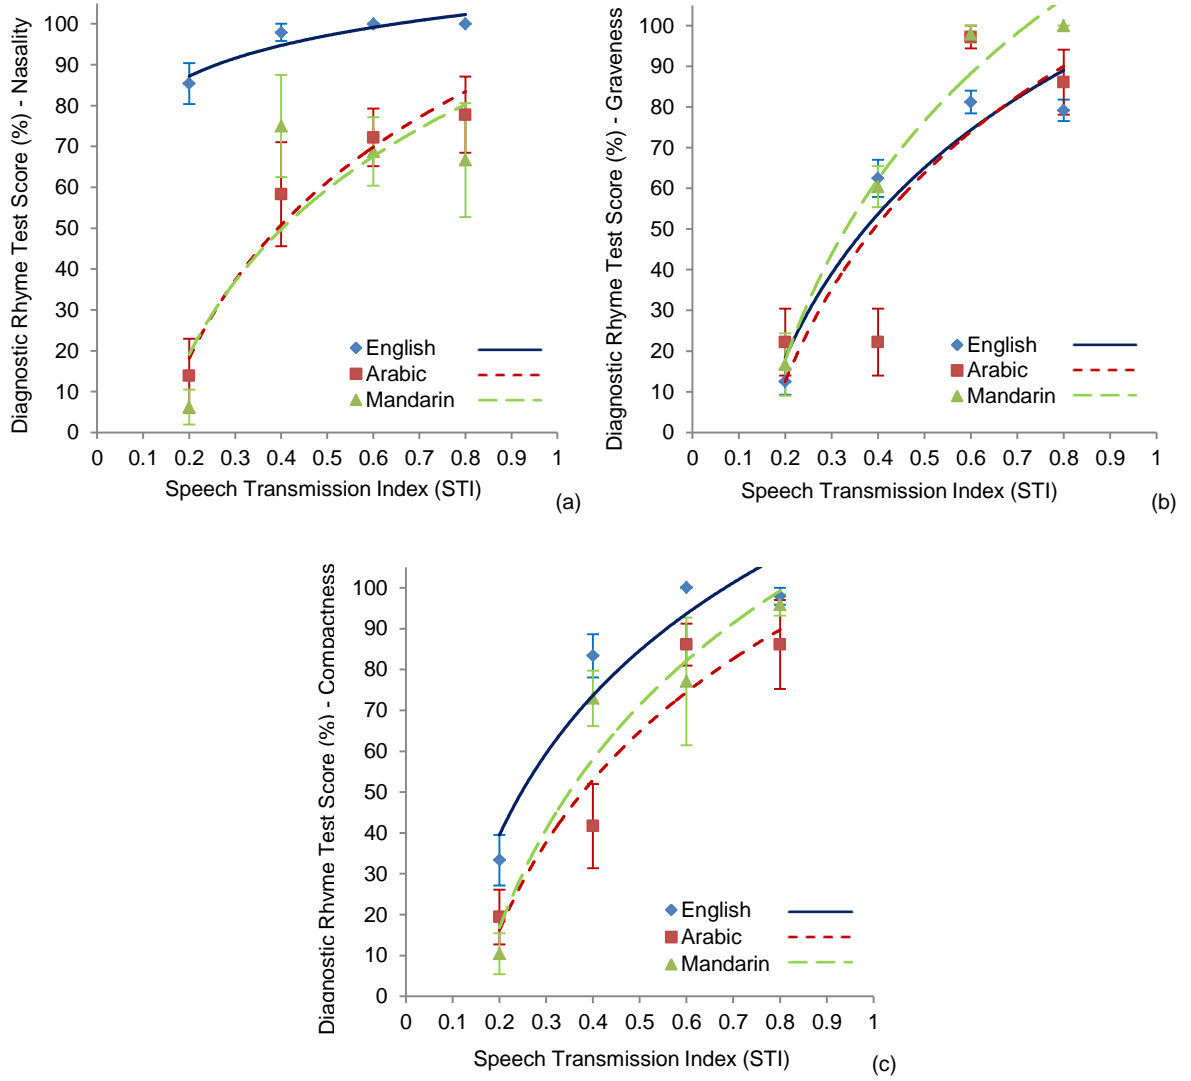 Diagnostic Rhyme Test Score (%) - Nasality
100
90
80
70
60
50
40
30
20
10
0
English
Arabic
Mandarin
0 0.1 0.2 0.3 0.4 0.5 0.6 0.7 0.8 0.9 1
Speech Transmission Index (STI)
(a)
Diagnostic Rhyme Test Score (%) - Graveness
100
90
80
70
60
50
40
30
20
10
0
English
Arabic
Mandarin
0 0.1 0.2 0.3 0.4 0.5 0.6 0.7 0.8 0.9 1
Speech Transmission Index (STI)
(b)
Diagnostic Rhyme Test Score (%) - Compactness
100
90
80
70
60
50
40
30
20
10
0
English
Arabic
Mandarin
0 0.1 0.2 0.3 0.4 0.5 0.6 0.7 0.8 0.9 1
Speech Transmission Index (STI)
(c)